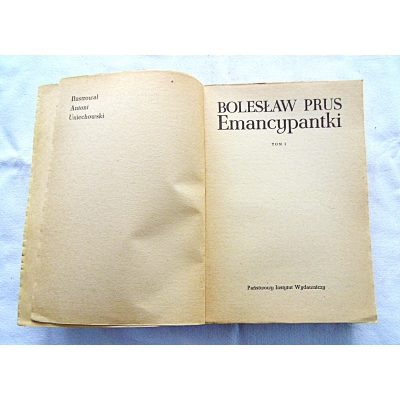 Ilustrował
Antoni
Uniechowski
BOLESŁAW PRUS
Emancypantki
TOM I
Państwowy Instytut Wydawniczy